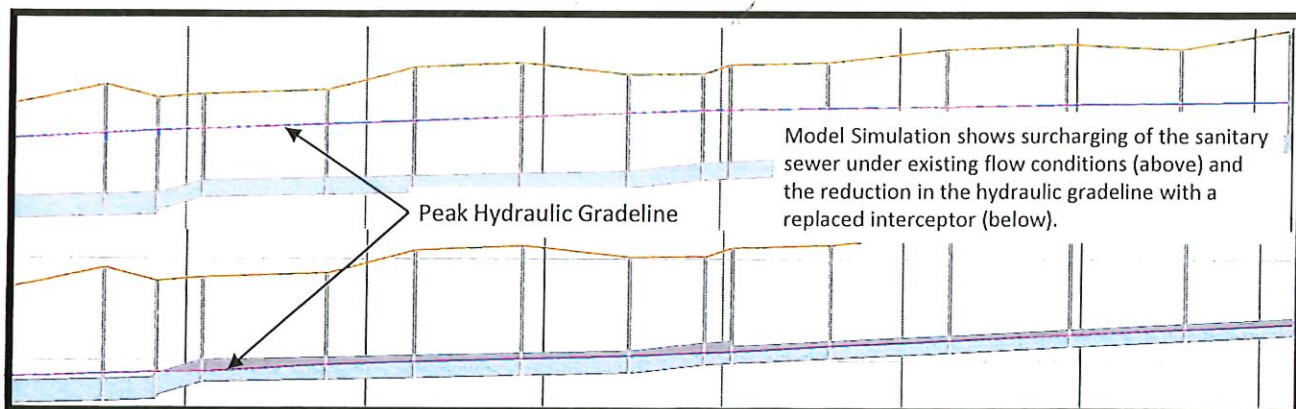 Model Simulation shows surcharging of the sanitary
sewer under existing flow conditions (above) and
the reduction in the hydraulic gradeline with a
replaced interceptor (below).
Peak Hydraulic Gradeline